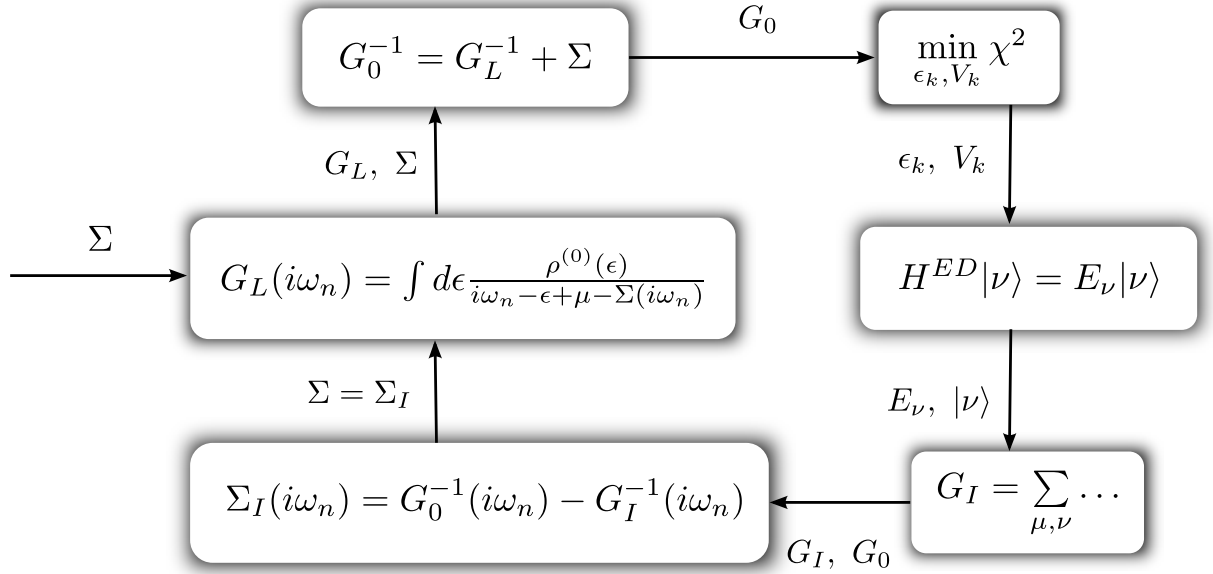 G_0^{-1} = G_L^{-1} + Σ
G_0
min_{ϵ_k,V_k} χ^2
G_L, Σ
ϵ_k, V_k
Σ
G_L(iω_n) = ∫ dϵ \frac{ρ^{(0)}(ϵ)}{iω_n−ϵ+μ−Σ(iω_n)}
H^{ED}|ν⟩ = E_ν|ν⟩
Σ = Σ_I
E_ν, |ν⟩
Σ_I(iω_n) = G_0^{-1}(iω_n) − G_I^{-1}(iω_n)
G_I = ∑_{μ,ν} …
G_I, G_0